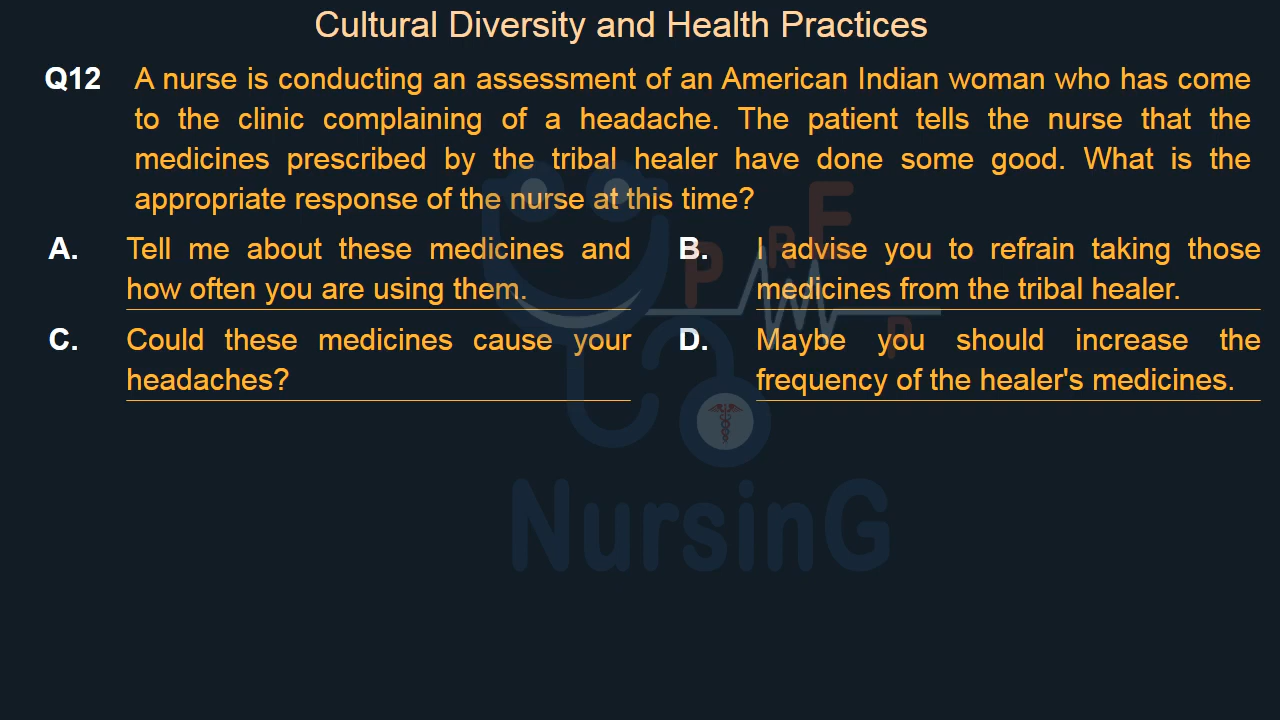 Cultural Diversity and Health Practices
Q12 A nurse is conducting an assessment of an American Indian woman who has come
to the clinic complaining of a headache. The patient tells the nurse that the
medicines prescribed by the tribal healer have done some good. What is the
appropriate response of the nurse at this time?
A. Tell me about these medicines and
how often you are using them.
B. I advise you to refrain taking those
medicines from the tribal healer.
C. Could these medicines cause your
headaches?
D. Maybe you should increase the
frequency of the healer's medicines.
PREP
NursinG